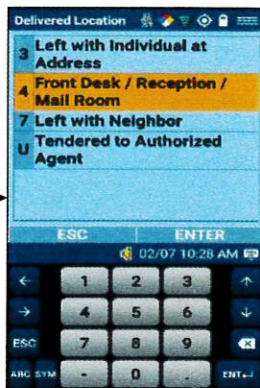 Delivered Location
3 Left with Individual at
Address
4 Front Desk / Reception /
Mail Room
7 Left with Neighbor
U Tendered to Authorized
Agent
ESC ENTER
02/07 10:28 AM
← 1 2 3 ↑
→ 4 5 6 ↓
ESC 7 8 9
ABC SYM - 0 . ENT↵